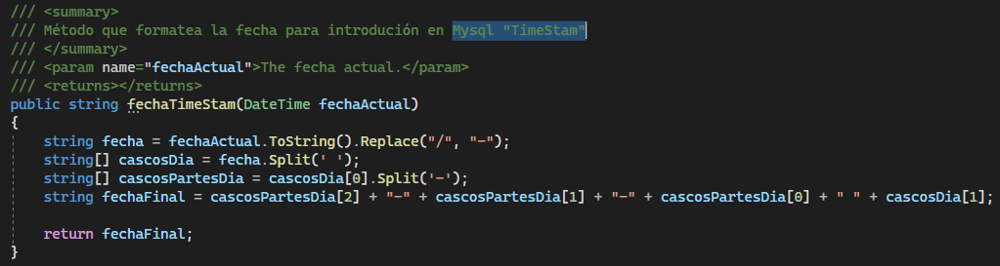 /// <summary>
/// Método que formatea la fecha para introdución en Mysql "TimeStam"
/// </summary>
/// <param name="fechaActual">The fecha actual.</param>
/// <returns></returns>
public string fechaTimeStam(DateTime fechaActual)
{
    string fecha = fechaActual.ToString().Replace("/", "-");
    string[] cascosDia = fecha.Split(' ');
    string[] cascosPartesDia = cascosDia[0].Split('-');
    string fechaFinal = cascosPartesDia[2] + "-" + cascosPartesDia[1] + "-" + cascosPartesDia[0] + " " + cascosDia[1];

    return fechaFinal;
}